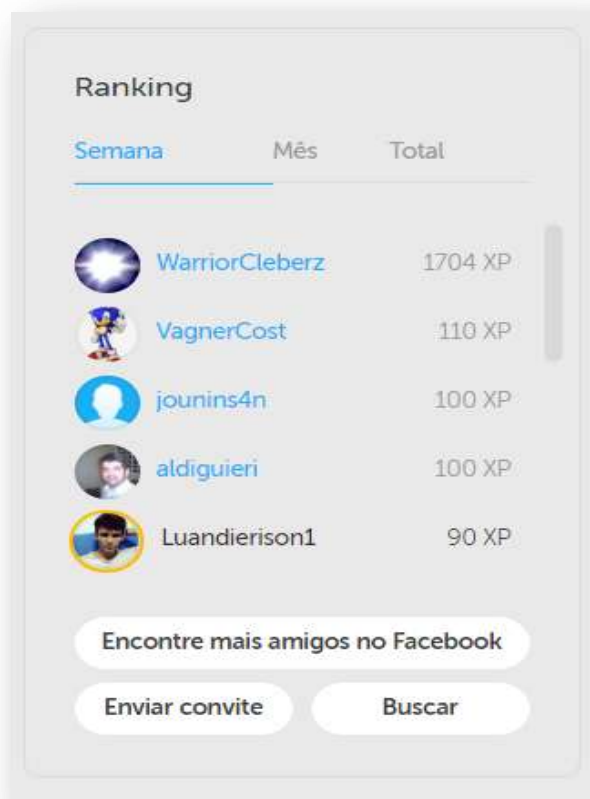 Ranking
Semana Mês Total
WarriorCleberz 1704 XP
VagnerCost 110 XP
jounins4n 100 XP
aldiguieri 100 XP
Luandierison1 90 XP
Encontre mais amigos no Facebook
Enviar convite Buscar